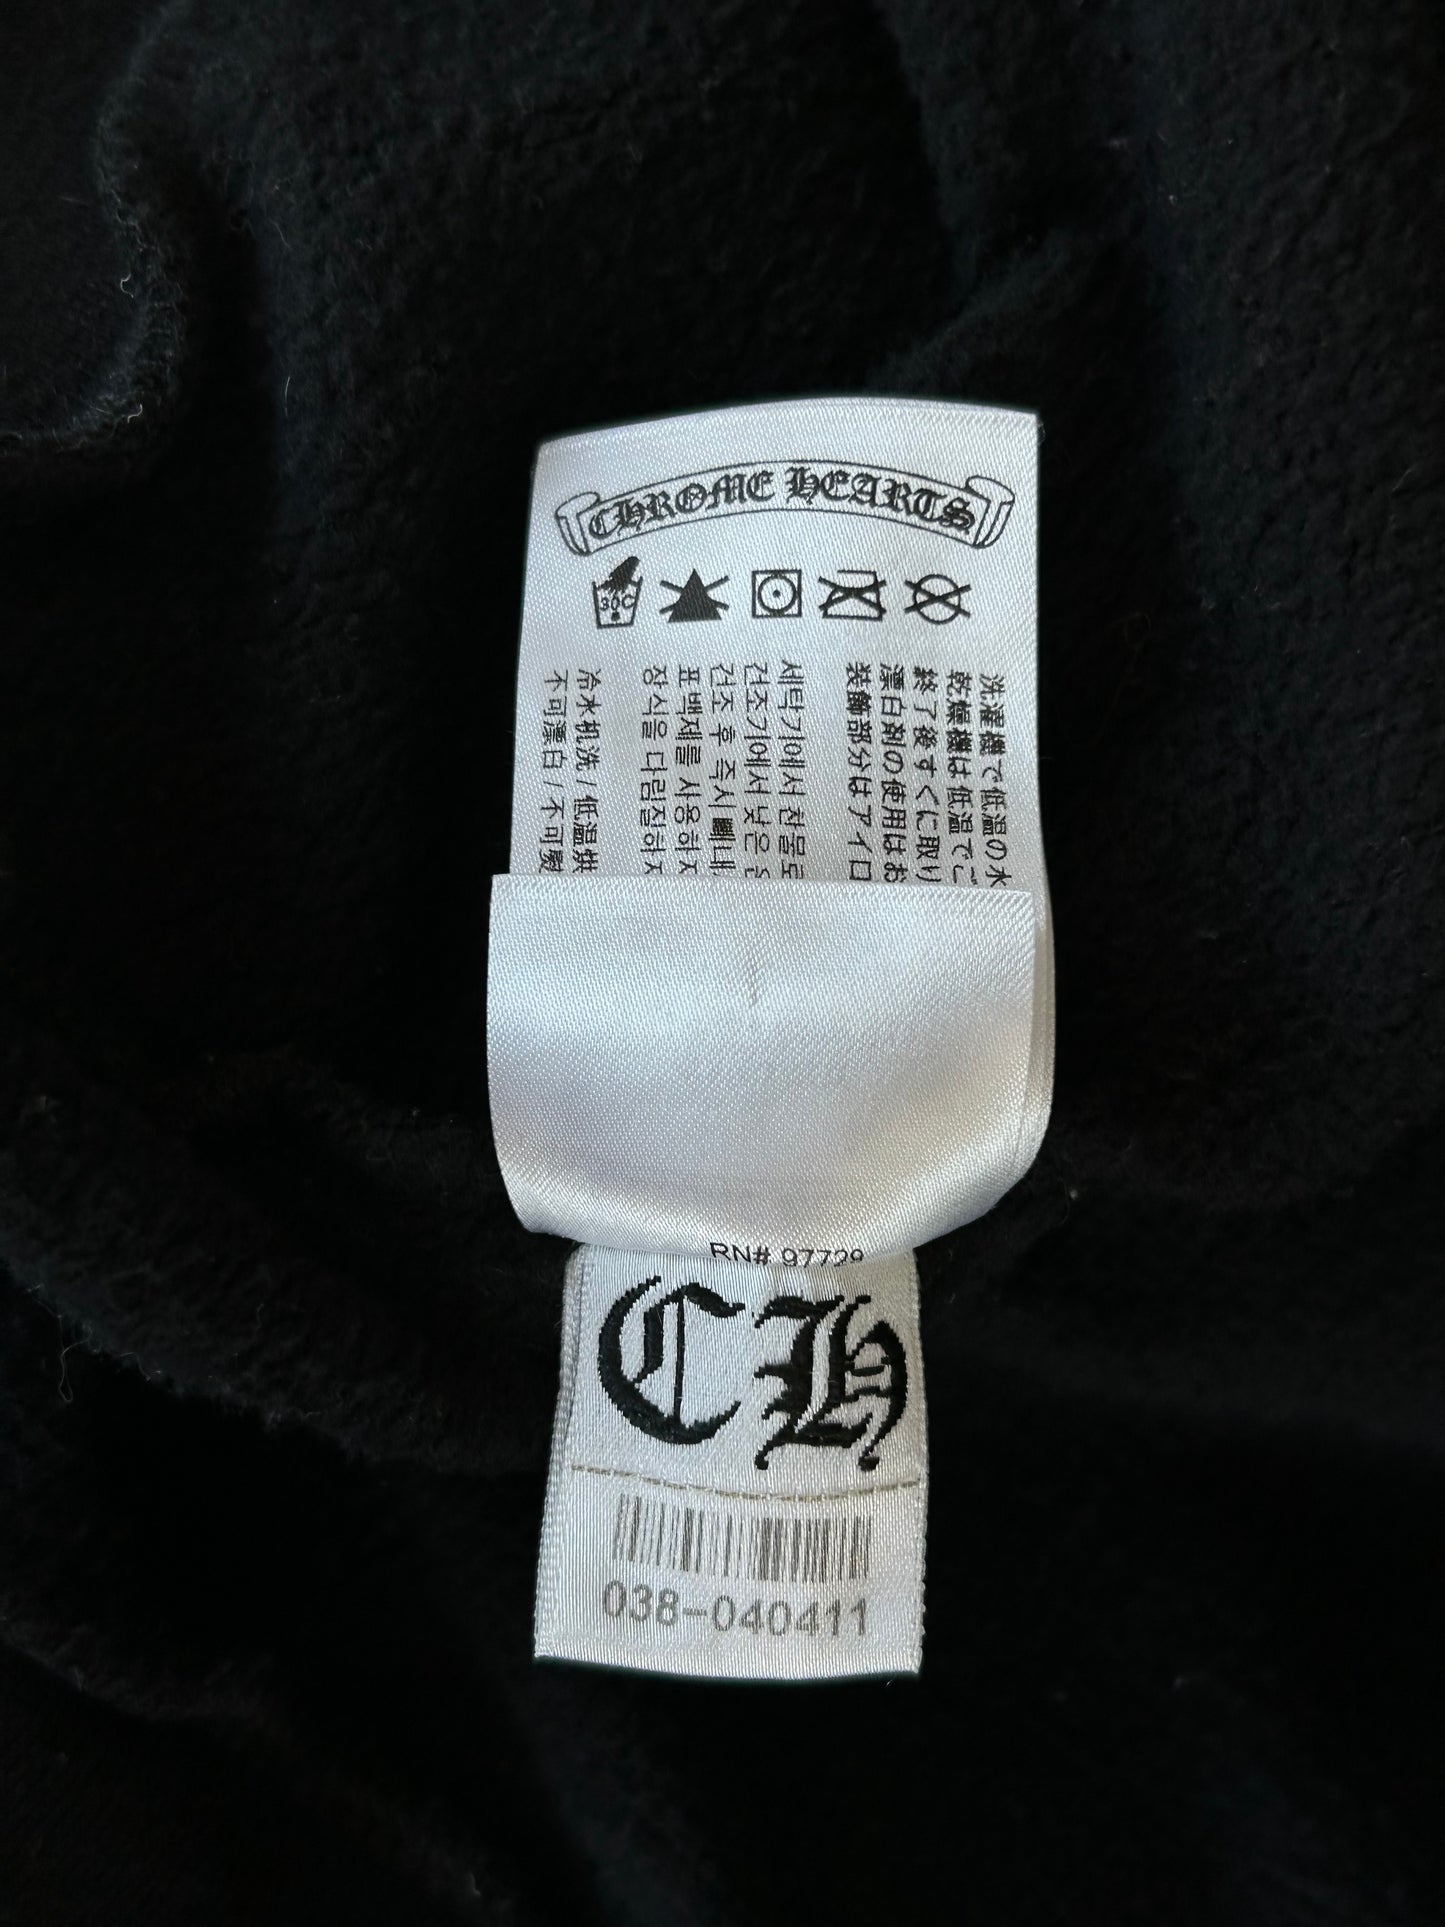 CHROME HEARTS
30C
洗濯機で低温の水
乾燥機は低温でご
終了後すぐに取り
漂白剤の使用はお
装飾部分はアイロ
세탁기에서 찬물로
건조기에서 낮은
건조 후 즉시 빼내
표백제를 사용하지
장식을 다림질하지
冷水机洗 / 低温烘
不可漂白 / 不可熨
RN# 97729
CH
038-040411